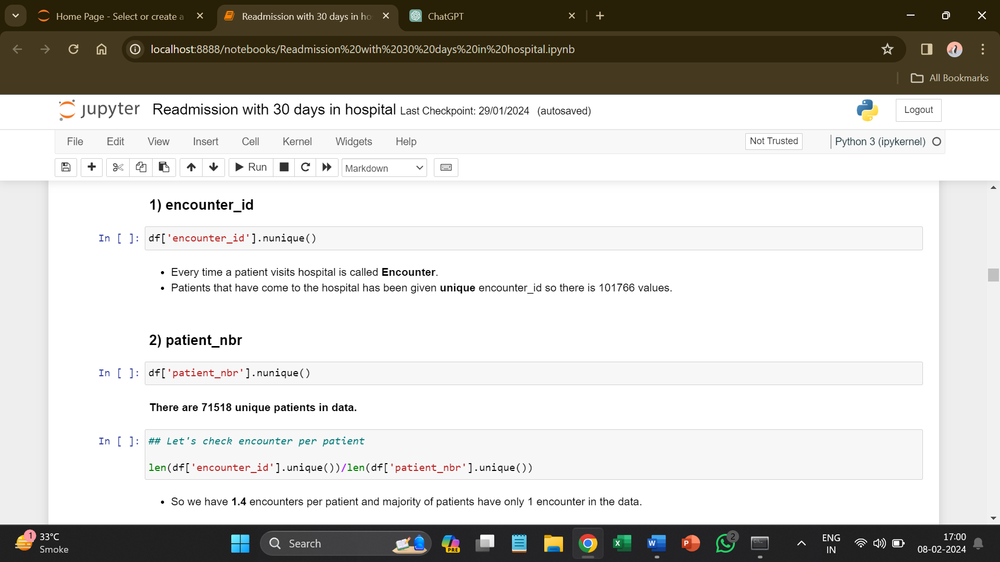 Home Page - Select or create a
Readmission with 30 days in ho
ChatGPT
localhost:8888/notebooks/Readmission%20with%2030%20days%20in%20hospital.ipynb
All Bookmarks
jupyter Readmission with 30 days in hospital Last Checkpoint: 29/01/2024 (autosaved)
Logout
File Edit View Insert Cell Kernel Widgets Help
Not Trusted
Python 3 (ipykernel)
Run
Markdown
1) encounter_id
In [ ]: df['encounter_id'].nunique()
• Every time a patient visits hospital is called Encounter.
• Patients that have come to the hospital has been given unique encounter_id so there is 101766 values.
2) patient_nbr
In [ ]: df['patient_nbr'].nunique()
There are 71518 unique patients in data.
In [ ]: ## Let's check encounter per patient
len(df['encounter_id'].unique())/len(df['patient_nbr'].unique())
• So we have 1.4 encounters per patient and majority of patients have only 1 encounter in the data.
1
33°C
Smoke
Search
PRE
X
W
P
2
C:\_
ENG
IN
17:00
08-02-2024